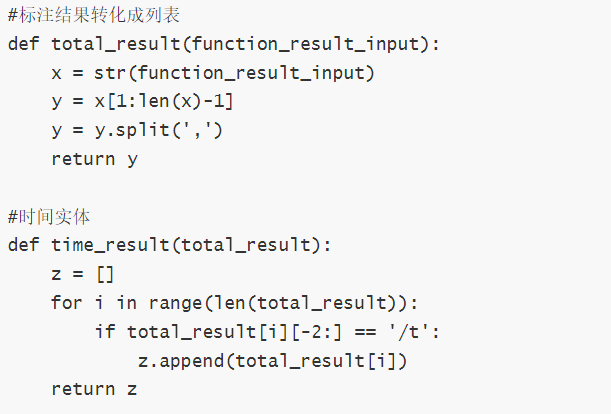 #标注结果转化成列表
def total_result(function_result_input):
    x = str(function_result_input)
    y = x[1:len(x)-1]
    y = y.split(',')
    return y

#时间实体
def time_result(total_result):
    z = []
    for i in range(len(total_result)):
        if total_result[i][-2:] == '/t':
            z.append(total_result[i])
    return z